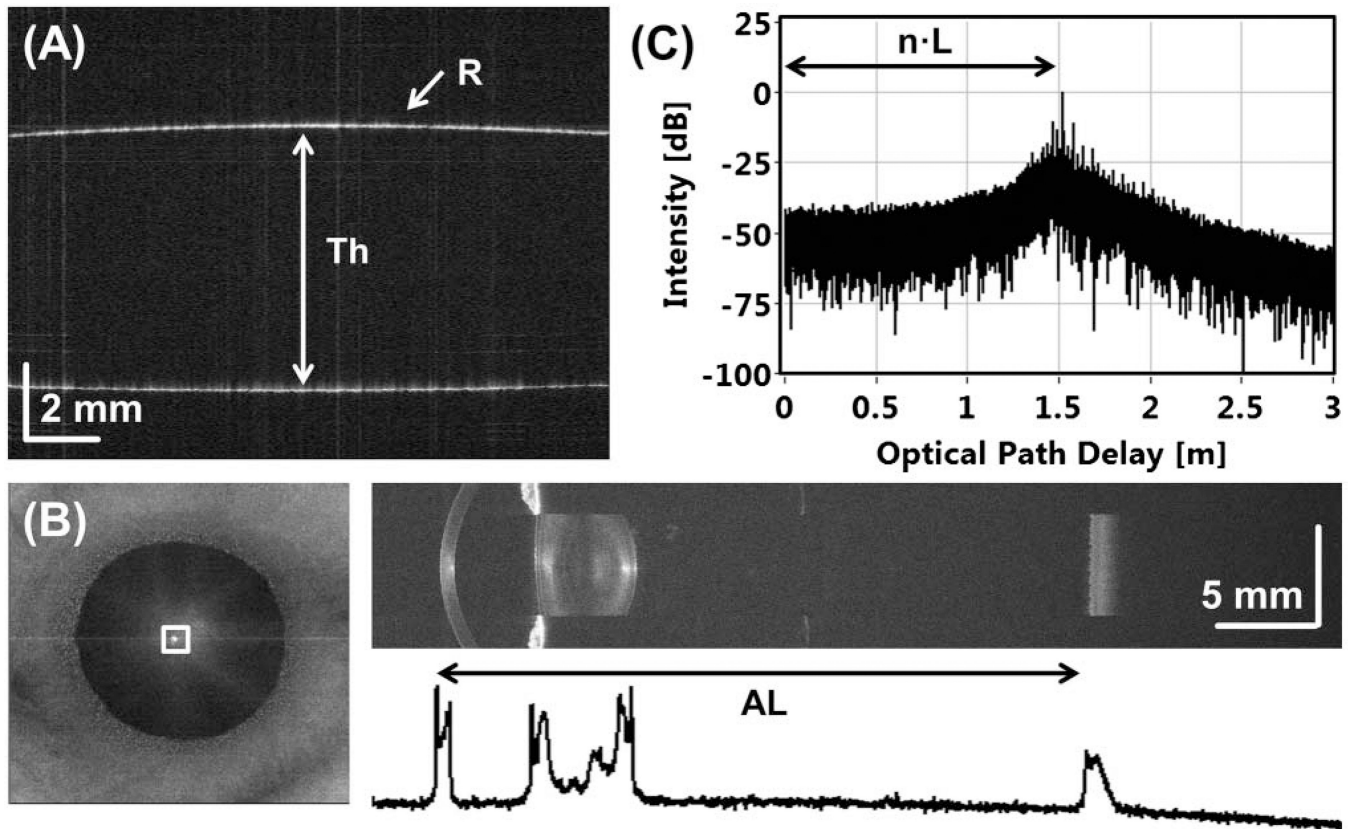 (A)
R
Th
2 mm
(C)
n·L
Intensity [dB]
25
0
-25
-50
-75
-100
0 0.5 1 1.5 2 2.5 3
Optical Path Delay [m]
(B)
5 mm
AL